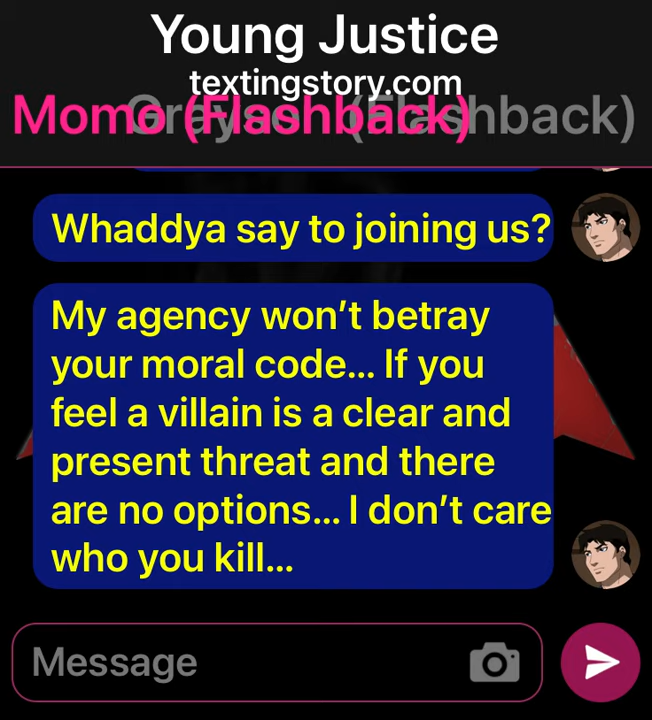 Young Justice
textingstory.com
Momo (Flashback)
Whaddya say to joining us?
My agency won’t betray
your moral code... If you
feel a villain is a clear and
present threat and there
are no options... I don’t care
who you kill...
Message